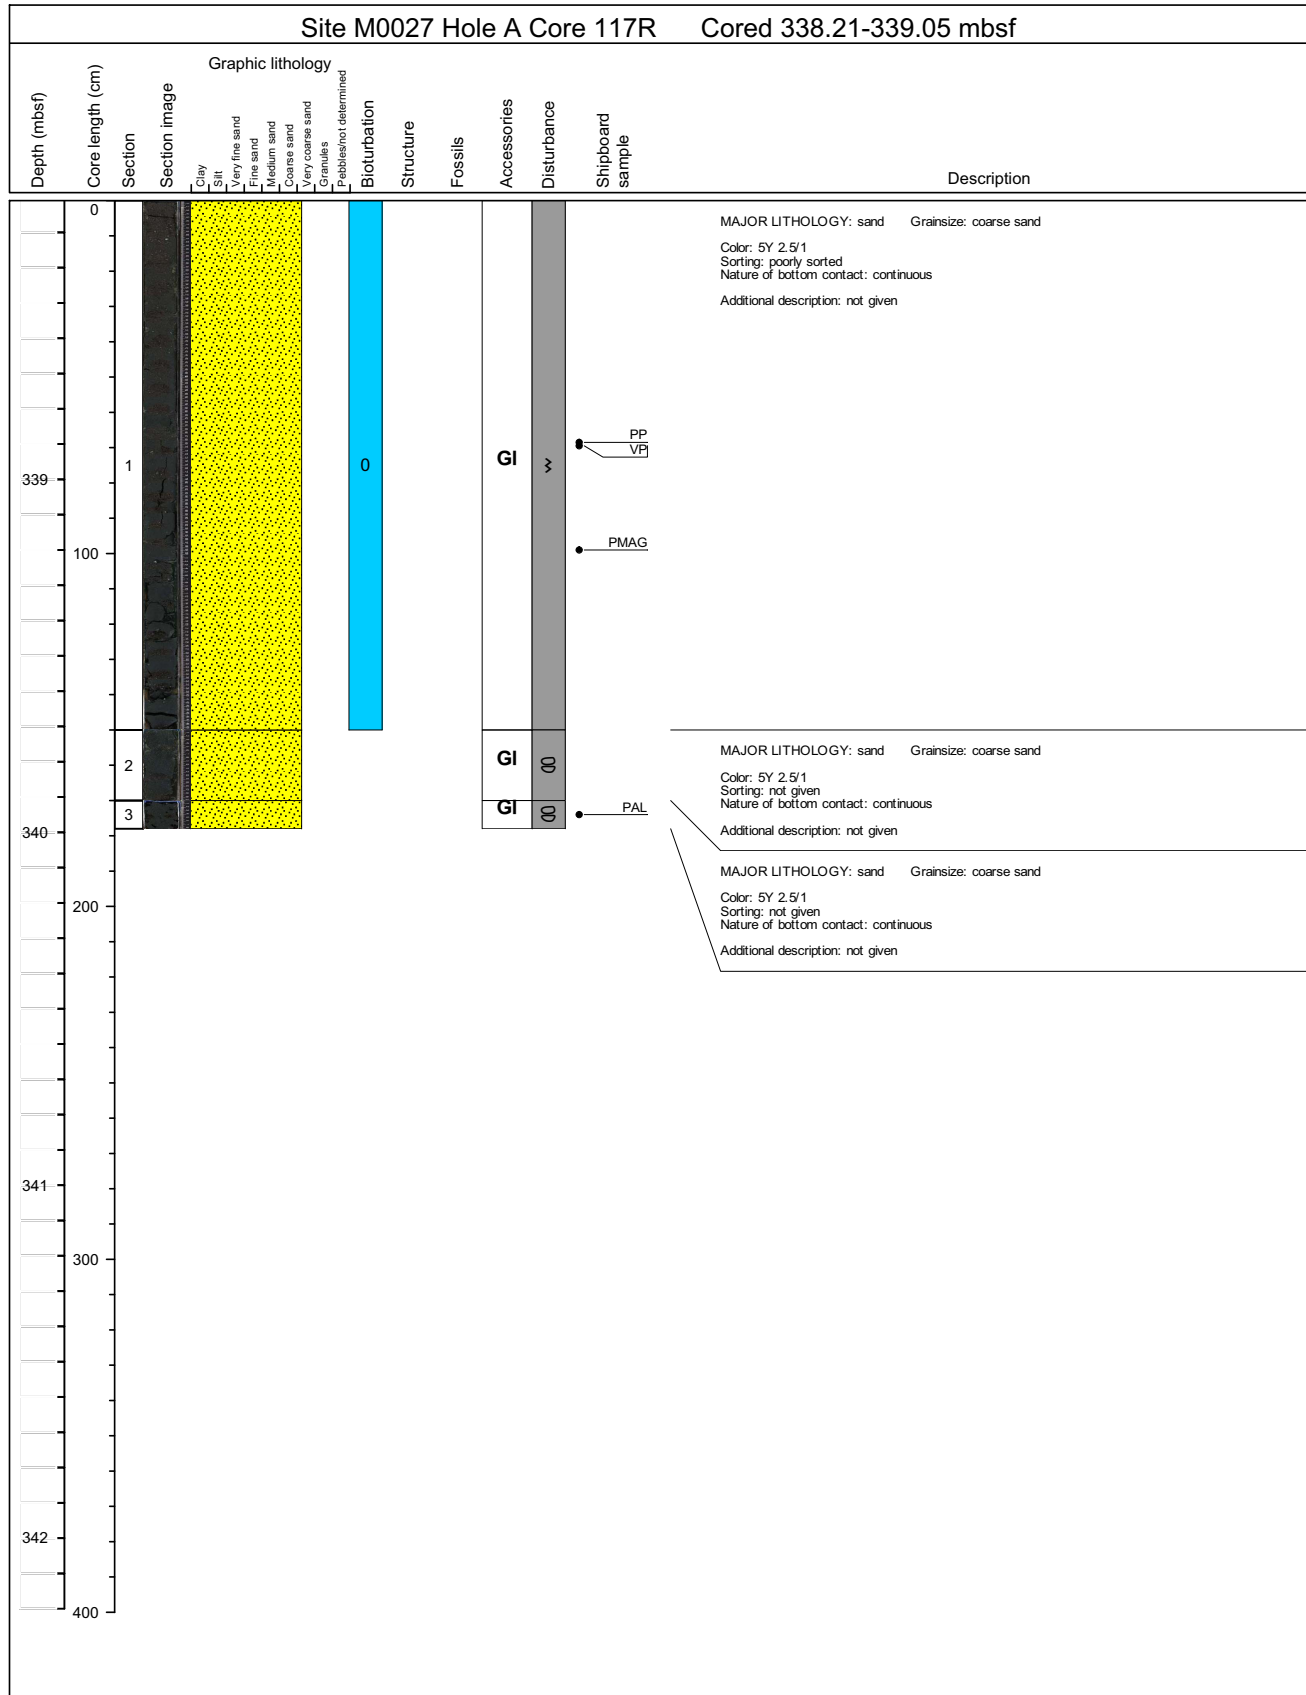 Site M0027 Hole A Core 117R Cored 338.21-339.05 mbsf
Graphic lithology
Depth (mbsf)
Core length (cm)
Section
Section image
Clay
Silt
Very fine sand
Fine sand
Medium sand
Coarse sand
Very coarse sand
Granules
Pebbles/not determined
Bioturbation
Structure
Fossils
Accessories
Disturbance
Shipboard
sample
Description
0
MAJOR LITHOLOGY: sand Grainsize: coarse sand
Color: 5Y 2.5/1
Sorting: poorly sorted
Nature of bottom contact: continuous
Additional description: not given
PP
VP
1
0
Gl
339
PMAG
100
2
Gl
MAJOR LITHOLOGY: sand Grainsize: coarse sand
Color: 5Y 2.5/1
Sorting: not given
Nature of bottom contact: continuous
Additional description: not given
3
Gl
PAL
340
MAJOR LITHOLOGY: sand Grainsize: coarse sand
Color: 5Y 2.5/1
Sorting: not given
Nature of bottom contact: continuous
Additional description: not given
200
341
300
342
400